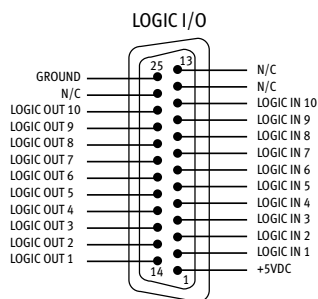 LOGIC I/O
25
13
GROUND
N/C
LOGIC OUT 10
LOGIC OUT 9
LOGIC OUT 8
LOGIC OUT 7
LOGIC OUT 6
LOGIC OUT 5
LOGIC OUT 4
LOGIC OUT 3
LOGIC OUT 2
LOGIC OUT 1
N/C
N/C
LOGIC IN 10
LOGIC IN 9
LOGIC IN 8
LOGIC IN 7
LOGIC IN 6
LOGIC IN 5
LOGIC IN 4
LOGIC IN 3
LOGIC IN 2
LOGIC IN 1
+5VDC
14
1